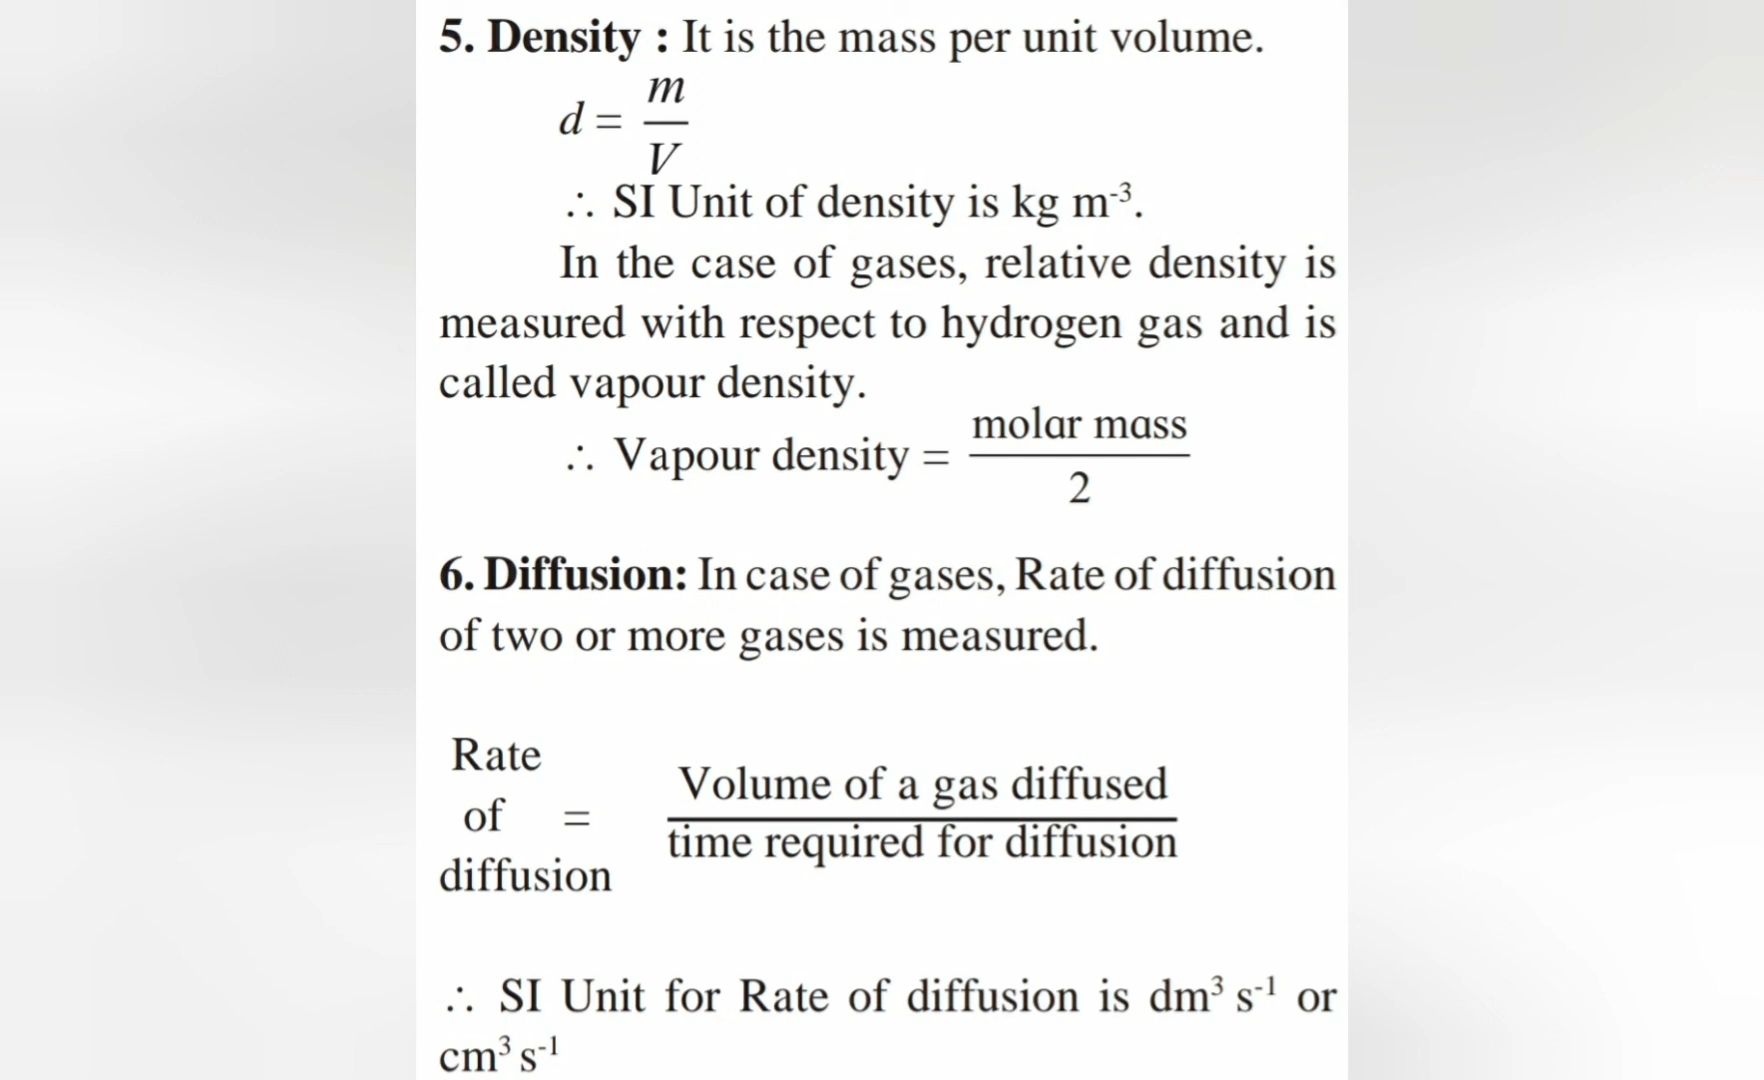 5. Density : It is the mass per unit volume.
d = m/V
∴ SI Unit of density is kg m⁻³.
In the case of gases, relative density is
measured with respect to hydrogen gas and is
called vapour density.
∴ Vapour density = molar mass/2
6. Diffusion: In case of gases, Rate of diffusion
of two or more gases is measured.
Rate of diffusion = Volume of a gas diffused/time required for diffusion
∴ SI Unit for Rate of diffusion is dm³ s⁻¹ or
cm³ s⁻¹